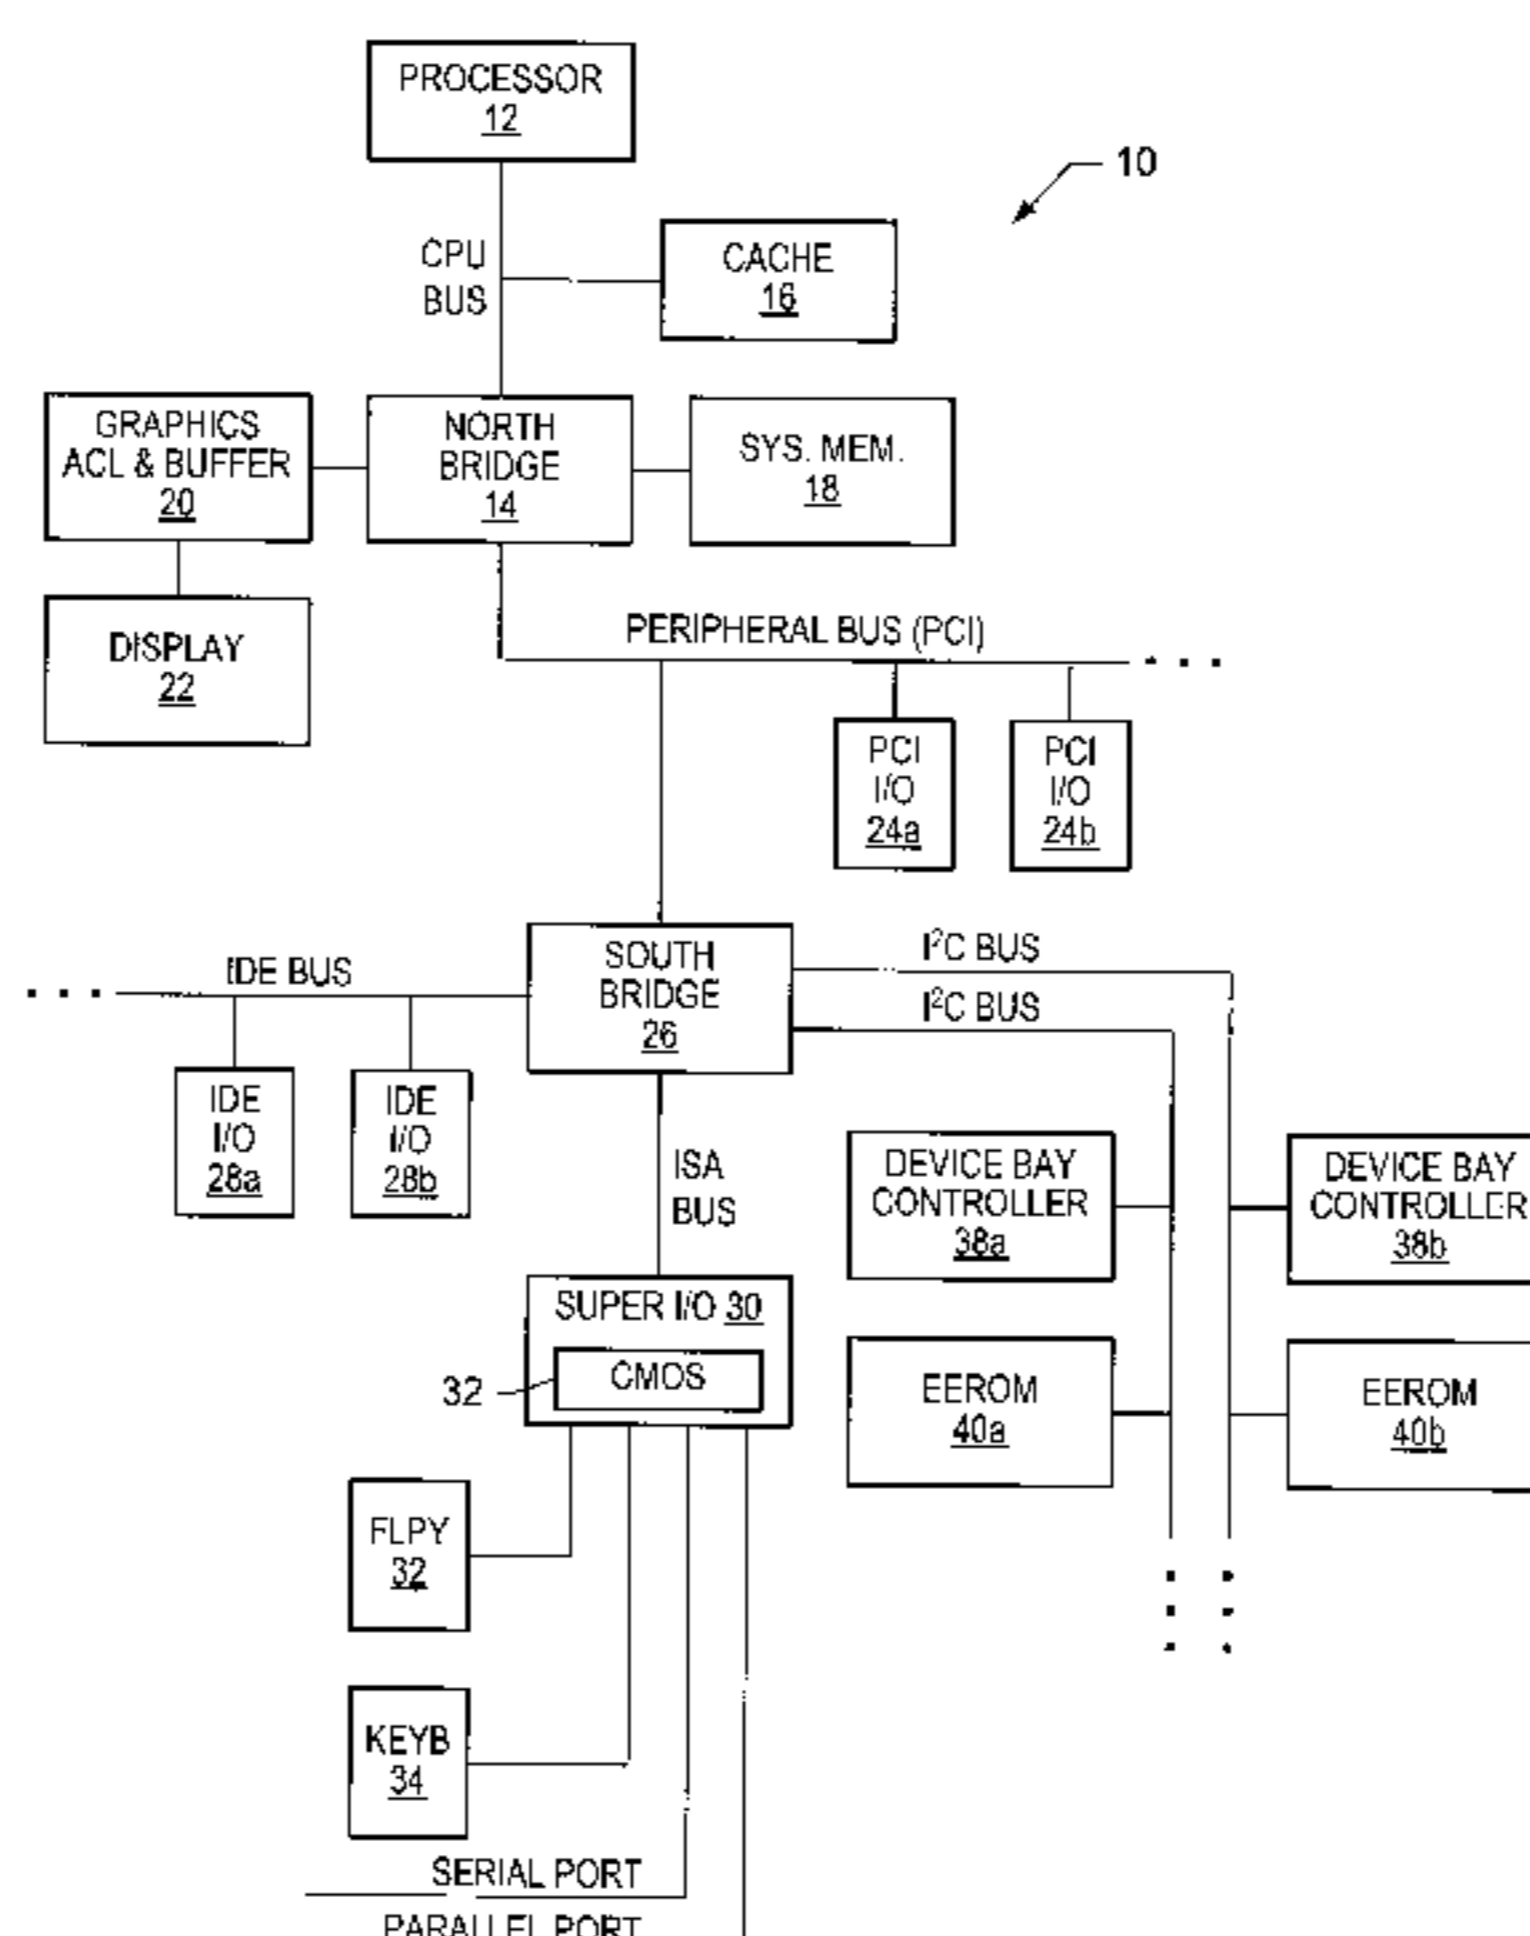 PROCESSOR
12
10
CPU
BUS
CACHE
16
GRAPHICS
ACL & BUFFER
20
NORTH
BRIDGE
14
SYS. MEM.
18
PERIPHERAL BUS (PCI)
DISPLAY
22
PCI
I/O
24a
PCI
I/O
24b
IDE BUS
SOUTH
BRIDGE
26
I²C BUS
I²C BUS
IDE
I/O
28a
IDE
I/O
28b
ISA
BUS
DEVICE BAY
CONTROLLER
38a
DEVICE BAY
CONTROLLER
38b
SUPER I/O 30
32
CMOS
EEROM
40a
EEROM
40b
FLPY
32
KEYB
34
SERIAL PORT
PARALLEL PORT